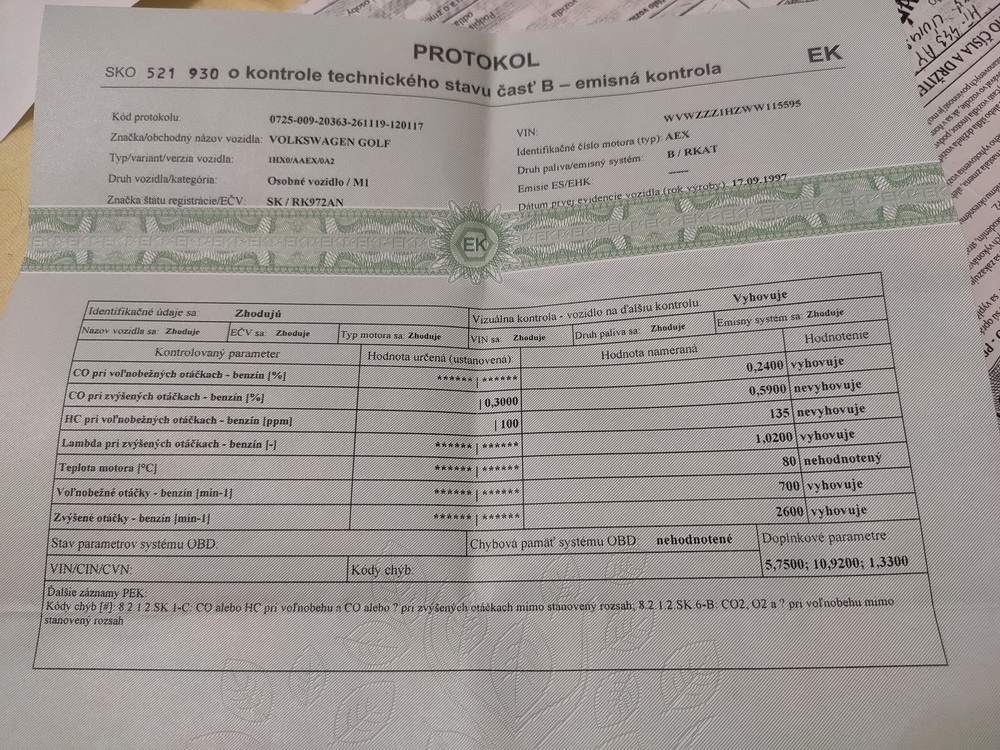 PROTOKOL
EK
SKO 521 930 o kontrole technického stavu časť B – emisná kontrola
Kód protokolu: 0725-009-20363-261119-120117
Značka/obchodný názov vozidla: VOLKSWAGEN GOLF
Typ/variant/verzia vozidla: 1HX0/AAEX/0A2
Druh vozidla/kategória: Osobné vozidlo / M1
Značka štátu registrácie/EČV: SK / RK972AN
VIN: WVWZZZ1HZWW115595
Identifikačné číslo motora (typ): AEX
Druh paliva/emisný systém: B / RKAT
Emisie ES/EHK: -----
Dátum prvej evidencie vozidla (rok výroby) 17.09.1997
EK
Identifikačné údaje sa: Zhodujú
Vizuálna kontrola - vozidlo na ďalšiu kontrolu: Vyhovuje
Názov vozidla sa: Zhoduje EČV sa: Zhoduje Typ motora sa: Zhoduje VIN sa: Zhoduje Druh paliva sa: Zhoduje Emisný systém sa: Zhoduje
Kontrolovaný parameter Hodnota určená (ustanovená): Hodnota nameraná Hodnotenie
CO pri voľnobežných otáčkach - benzín [%] ****** | ****** 0,2400 vyhovuje
CO pri zvýšených otáčkach - benzín [%] | 0,3000 0,5900 nevyhovuje
HC pri voľnobežných otáčkach - benzín [ppm] | 100 135 nevyhovuje
Lambda pri zvýšených otáčkach - benzín [-] ****** | ****** 1,0200 vyhovuje
Teplota motora [°C] ****** | ****** 80 nehodnotený
Voľnobežné otáčky - benzín [min-1] ****** | ****** 700 vyhovuje
Zvýšené otáčky - benzín [min-1] ****** | ****** 2600 vyhovuje
Stav parametrov systému OBD: Chybová pamäť systému OBD: nehodnotené Doplnkové parametre
VIN/CIN/CVN: Kódy chýb: 5,7500; 10,9200; 1,3300
Ďalšie záznamy PEK:
Kódy chýb [#]: 8.2.1.2.SK.1-C: CO alebo HC pri voľnobehu a CO alebo ? pri zvýšených otáčkach mimo stanovený rozsah; 8.2.1.2.SK.6-B: CO2, O2 a ? pri voľnobehu mimo
stanovený rozsah